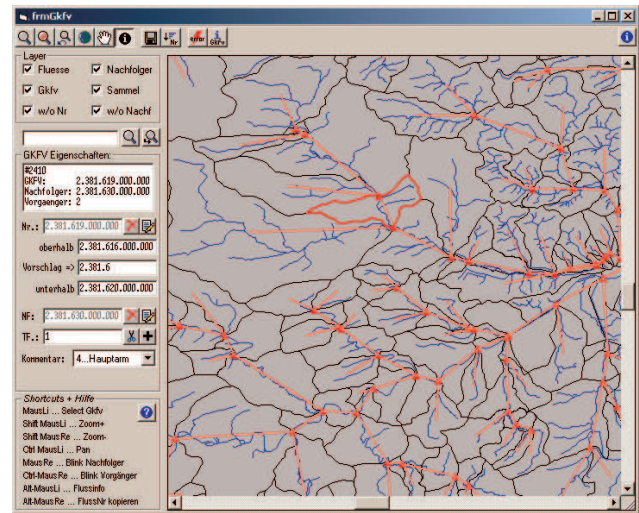 frmGkfv
Nr
error
Gkfv
Layer
Fluesse Nachfolger
Gkfv Sammel
w/o Nr w/o Nachf
GKFV Eigenschaften:
#2410
GKFV: 2.381.619.000.000
Nachfolger: 2.381.630.000.000
Vorgaenger: 2
Nr.: 2.381.619.000.000
oberhalb 2.381.616.000.000
Vorschlag => 2.381.6
unterhalb 2.381.620.000.000
NF: 2.381.630.000.000
TF.: 1
Kommentar: 4...Hauptarm
Shortcuts + Hilfe
MausLi ... Select Gkfv
Shift MausLi ... Zoom+
Shift MausRe ... Zoom-
Ctrl MausLi ... Pan
MausRe ... Blink Nachfolger
Ctrl-MausRe ... Blink Vorgänger
Alt-MausLi ... Flussinfo
Alt-MausRe ... FlussNr kopieren